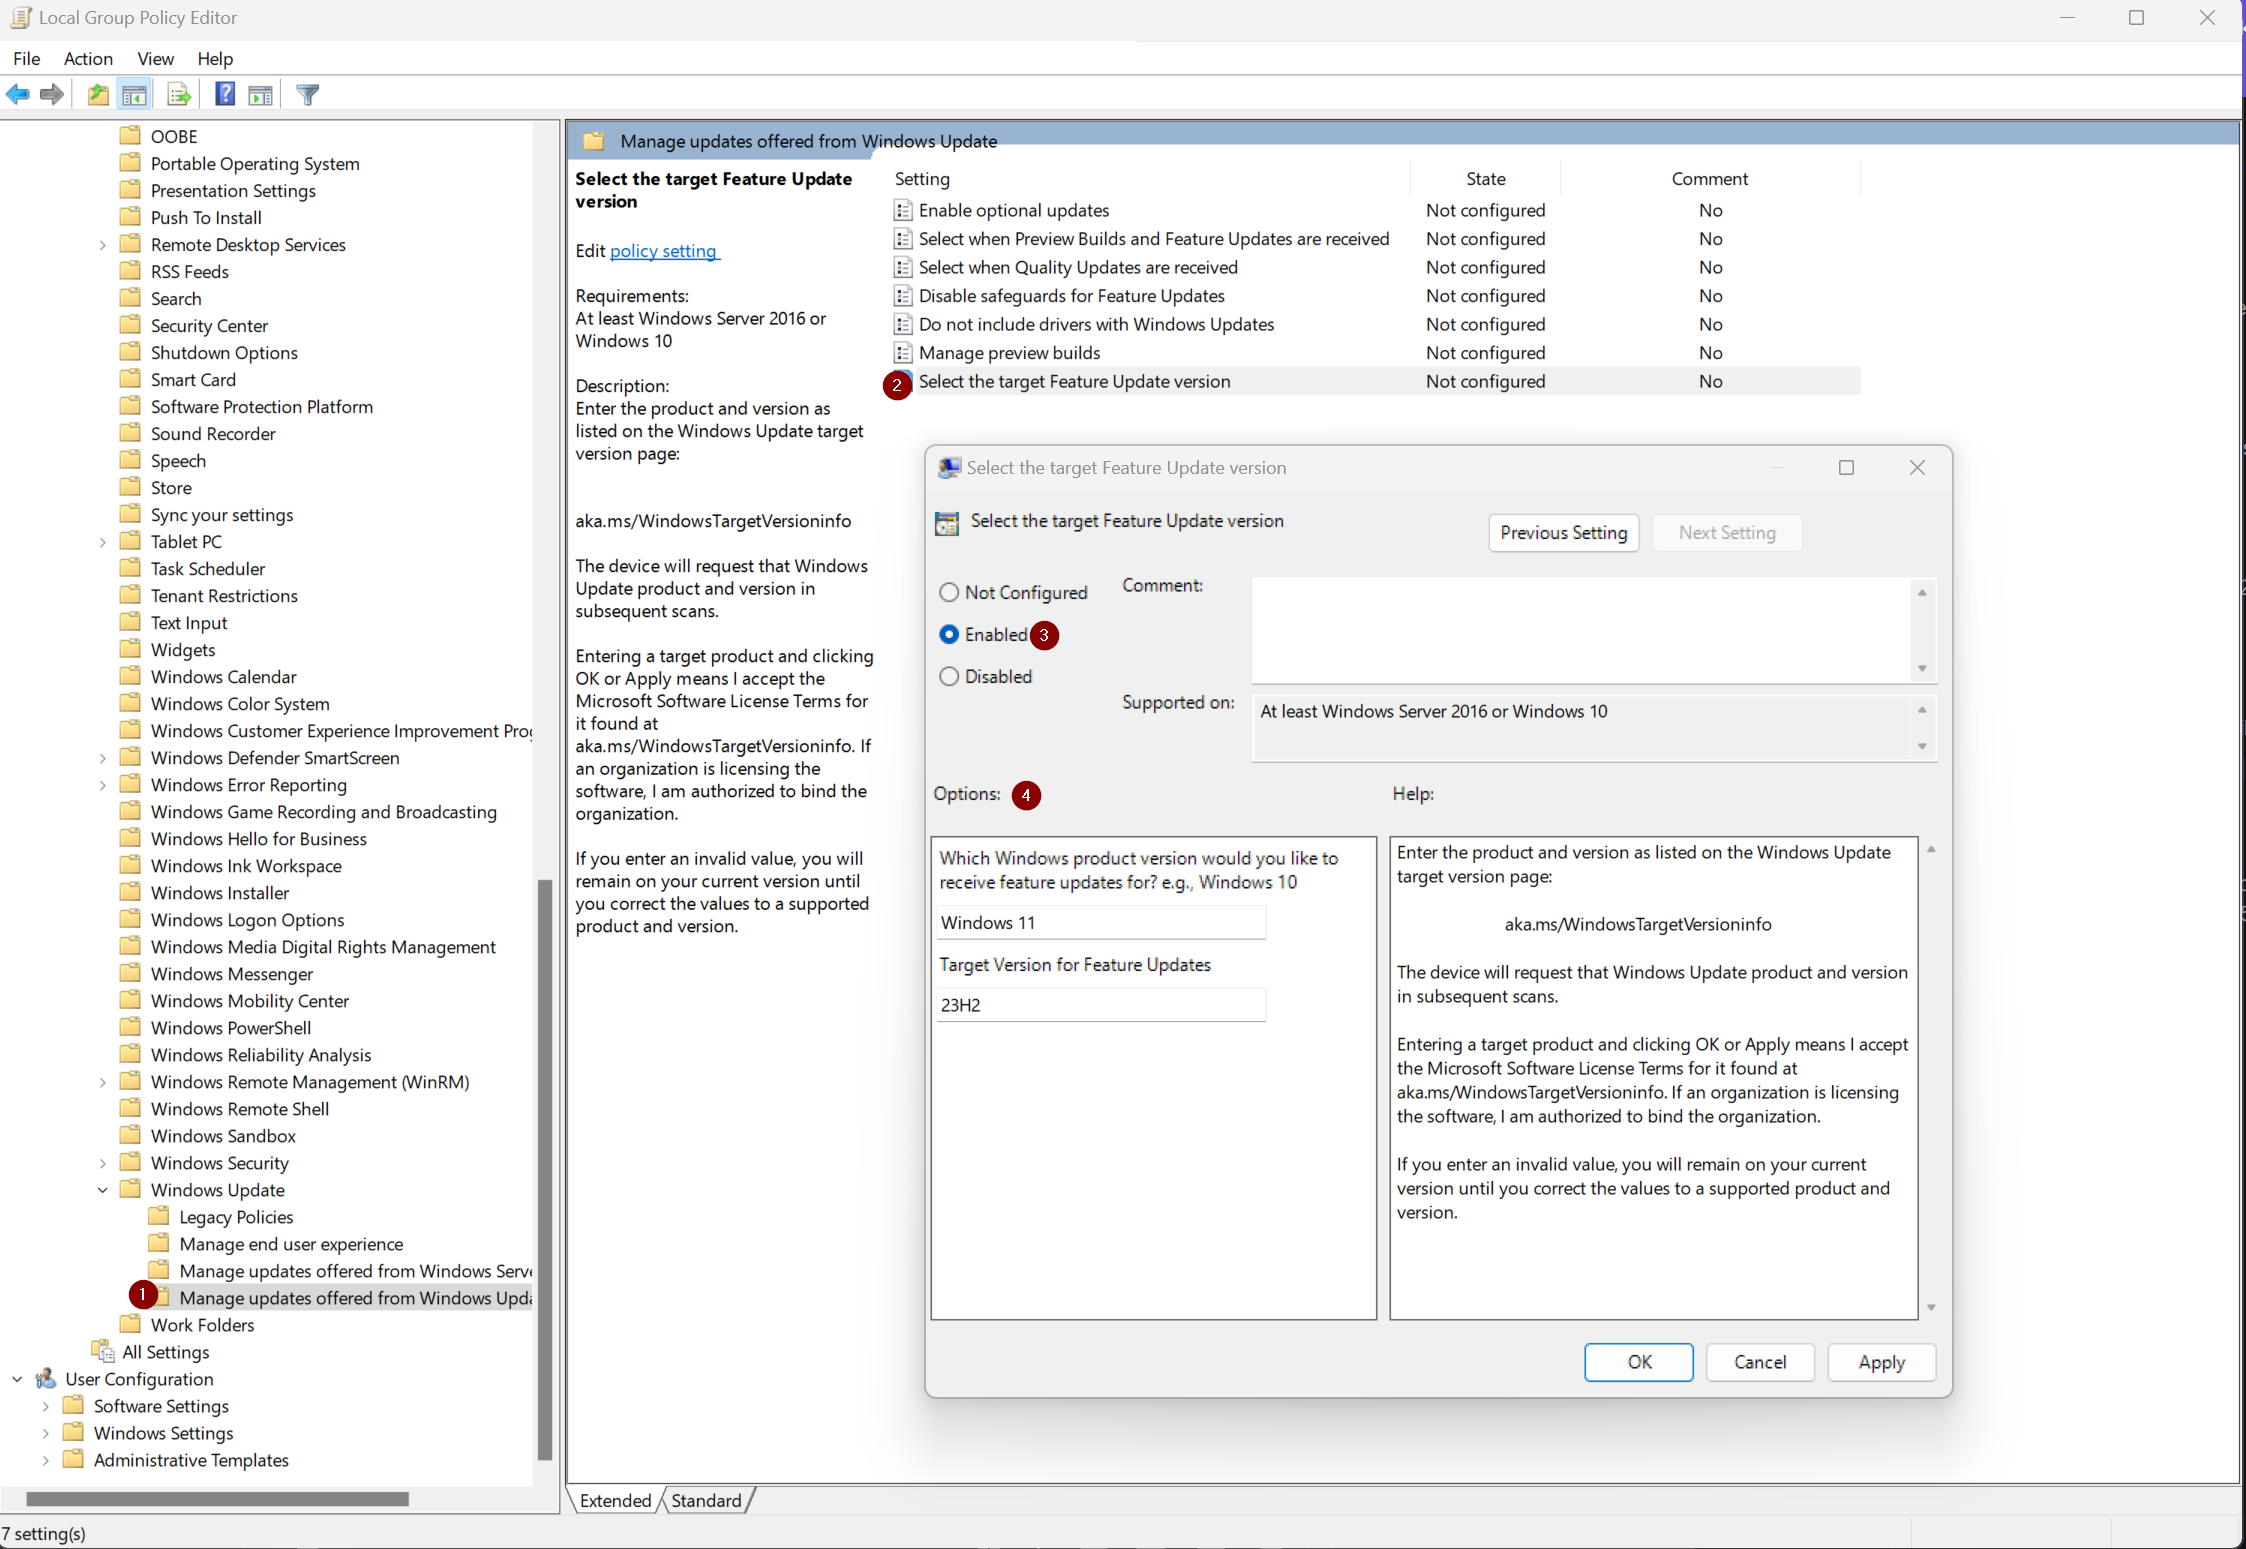 Local Group Policy Editor
File Action View Help
OOBE
Portable Operating System
Presentation Settings
Push To Install
Remote Desktop Services
RSS Feeds
Search
Security Center
Shutdown Options
Smart Card
Software Protection Platform
Sound Recorder
Speech
Store
Sync your settings
Tablet PC
Task Scheduler
Tenant Restrictions
Text Input
Widgets
Windows Calendar
Windows Color System
Windows Customer Experience Improvement Prog
Windows Defender SmartScreen
Windows Error Reporting
Windows Game Recording and Broadcasting
Windows Hello for Business
Windows Ink Workspace
Windows Installer
Windows Logon Options
Windows Media Digital Rights Management
Windows Messenger
Windows Mobility Center
Windows PowerShell
Windows Reliability Analysis
Windows Remote Management (WinRM)
Windows Remote Shell
Windows Sandbox
Windows Security
Windows Update
Legacy Policies
Manage end user experience
Manage updates offered from Windows Serve
1 Manage updates offered from Windows Upda
Work Folders
All Settings
User Configuration
Software Settings
Windows Settings
Administrative Templates
7 setting(s)
Manage updates offered from Windows Update
Select the target Feature Update
version
Edit policy setting
Requirements:
At least Windows Server 2016 or
Windows 10
Description:
Enter the product and version as
listed on the Windows Update target
version page:
aka.ms/WindowsTargetVersioninfo
The device will request that Windows
Update product and version in
subsequent scans.
Entering a target product and clicking
OK or Apply means I accept the
Microsoft Software License Terms for
it found at
aka.ms/WindowsTargetVersioninfo. If
an organization is licensing the
software, I am authorized to bind the
organization.
If you enter an invalid value, you will
remain on your current version until
you correct the values to a supported
product and version.
Setting State Comment
Enable optional updates Not configured No
Select when Preview Builds and Feature Updates are received Not configured No
Select when Quality Updates are received Not configured No
Disable safeguards for Feature Updates Not configured No
Do not include drivers with Windows Updates Not configured No
Manage preview builds Not configured No
2 Select the target Feature Update version Not configured No
Select the target Feature Update version
Select the target Feature Update version
Previous Setting Next Setting
Not Configured
Enabled 3
Disabled
Comment:
Supported on: At least Windows Server 2016 or Windows 10
Options: 4
Which Windows product version would you like to
receive feature updates for? e.g., Windows 10
Windows 11
Target Version for Feature Updates
23H2
Help:
Enter the product and version as listed on the Windows Update
target version page:
aka.ms/WindowsTargetVersioninfo
The device will request that Windows Update product and version
in subsequent scans.
Entering a target product and clicking OK or Apply means I accept
the Microsoft Software License Terms for it found at
aka.ms/WindowsTargetVersioninfo. If an organization is licensing
the software, I am authorized to bind the organization.
If you enter an invalid value, you will remain on your current
version until you correct the values to a supported product and
version.
OK Cancel Apply
Extended Standard